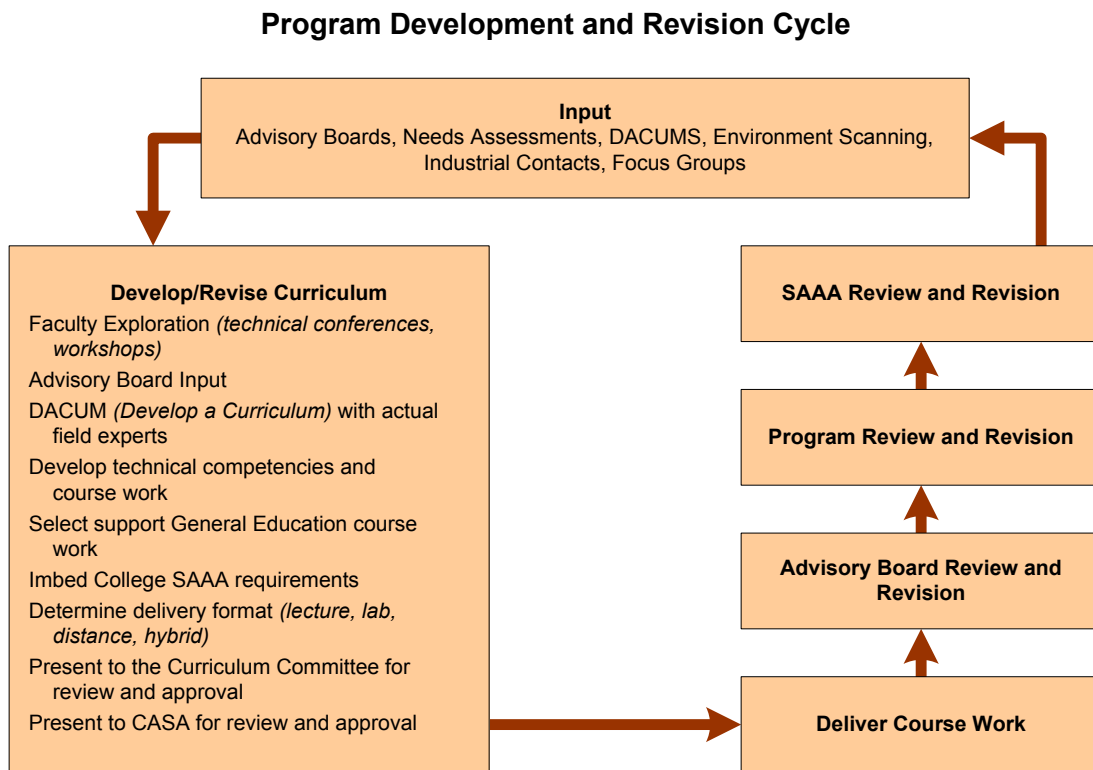 Program Development and Revision Cycle
Input
Advisory Boards, Needs Assessments, DACUMS, Environment Scanning,
Industrial Contacts, Focus Groups
Develop/Revise Curriculum
Faculty Exploration (technical conferences,
workshops)
Advisory Board Input
DACUM (Develop a Curriculum) with actual
field experts
Develop technical competencies and
course work
Select support General Education course
work
Imbed College SAAA requirements
Determine delivery format (lecture, lab,
distance, hybrid)
Present to the Curriculum Committee for
review and approval
Present to CASA for review and approval
SAAA Review and Revision
Program Review and Revision
Advisory Board Review and
Revision
Deliver Course Work